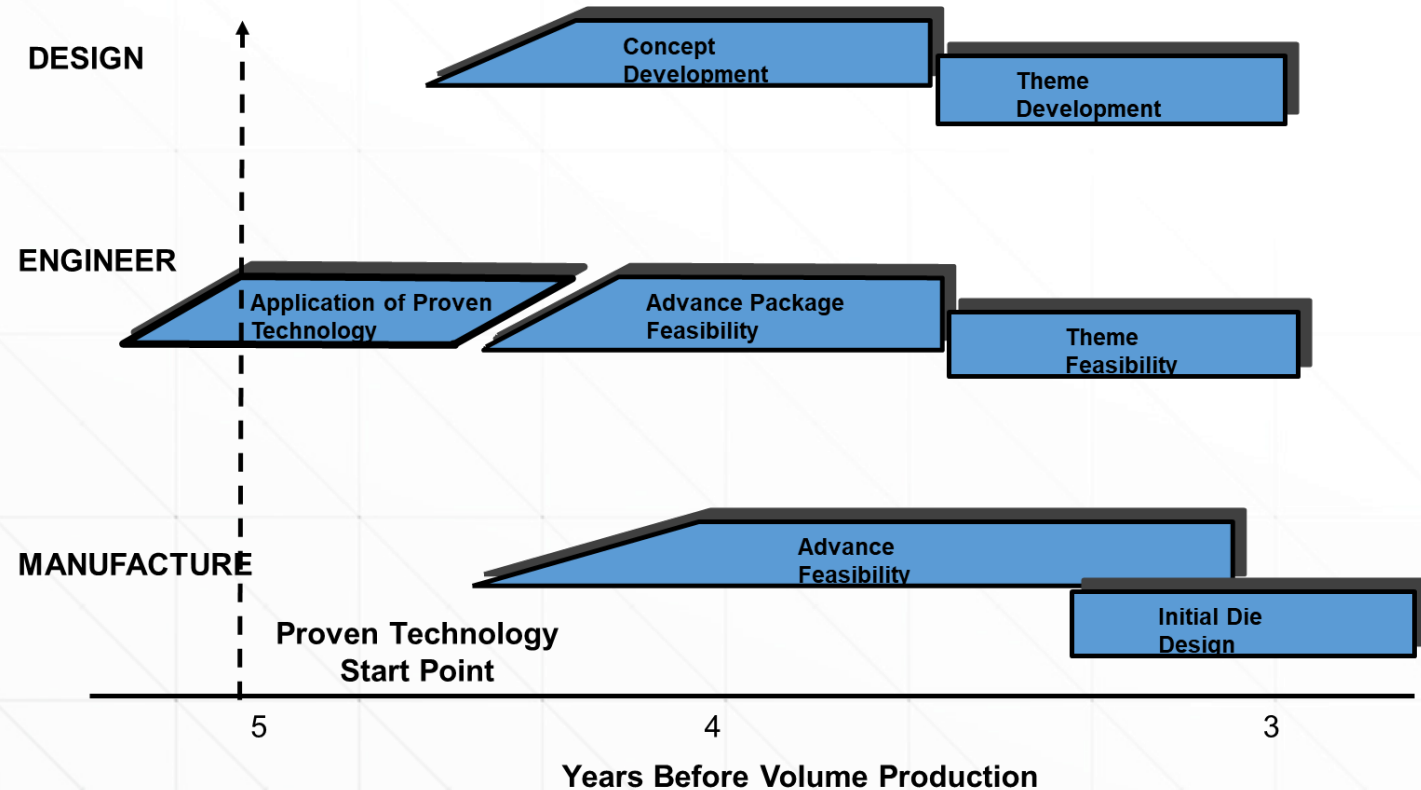 DESIGN
Concept
Development
Theme
Development
ENGINEER
Application of Proven
Technology
Advance Package
Feasibility
Theme
Feasibility
MANUFACTURE
Advance
Feasibility
Initial Die
Design
Proven Technology
Start Point
5
4
3
Years Before Volume Production